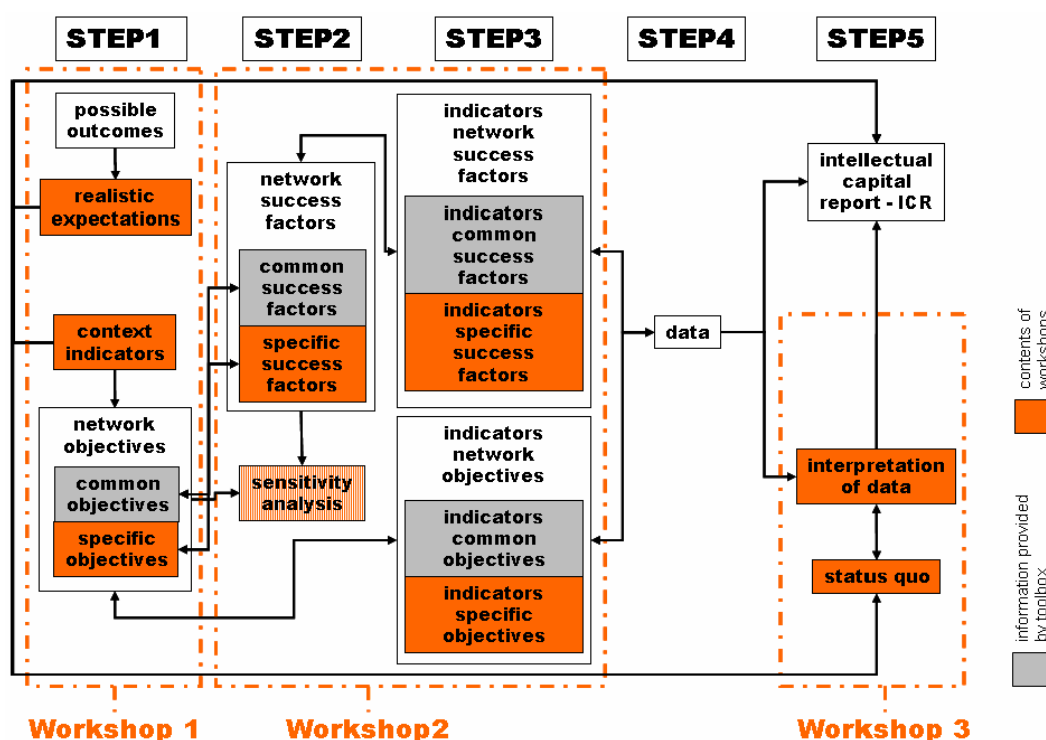 STEP1
STEP2
STEP3
STEP4
STEP5
possible
outcomes
realistic
expectations
context
indicators
network
objectives
common
objectives
specific
objectives
network
success
factors
common
success
factors
specific
success
factors
sensitivity
analysis
indicators
network
success
factors
indicators
common
success
factors
indicators
specific
success
factors
indicators
network
objectives
indicators
common
objectives
indicators
specific
objectives
data
intellectual
capital
report - ICR
interpretation
of data
status quo
contents of
workshops
information provided
by toolbox
Workshop 1
Workshop2
Workshop 3